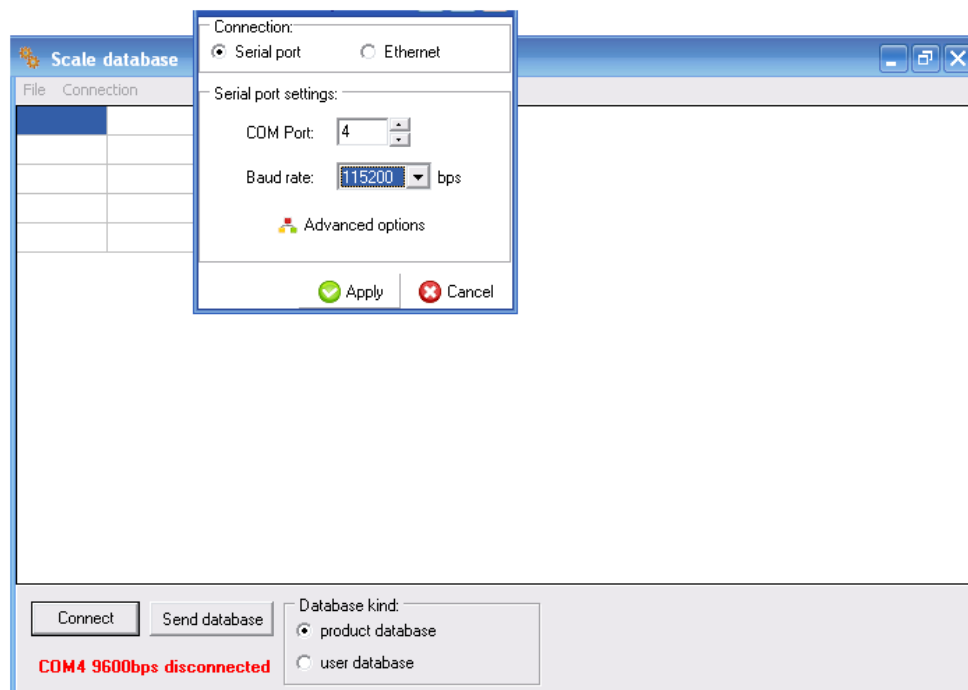 Connection:
Serial port Ethernet
Scale database
File Connection
Serial port settings:
COM Port: 4
Baud rate: 115200 bps
Advanced options
Apply Cancel
Connect Send database
Database kind:
product database
user database
COM4 9600bps disconnected